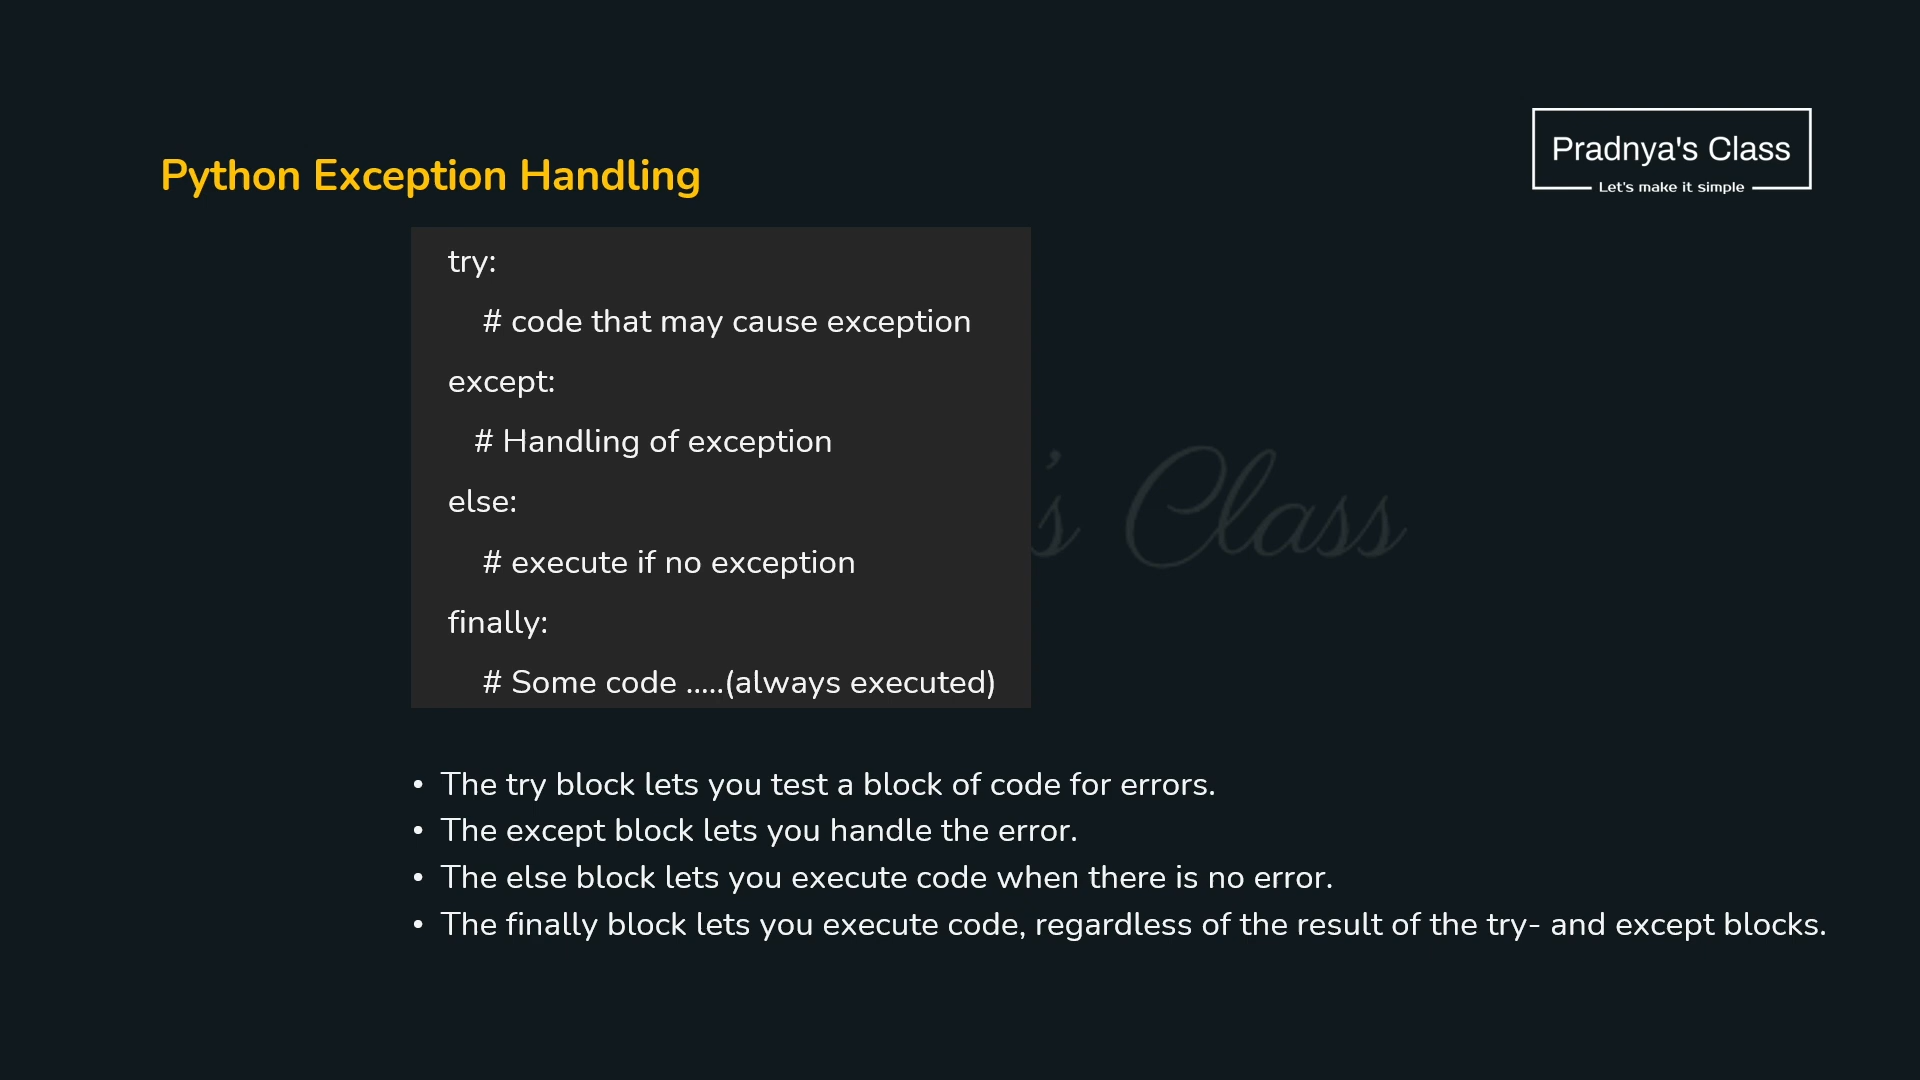 Pradnya's Class
Let's make it simple
Python Exception Handling
try:
# code that may cause exception
except:
# Handling of exception
else:
# execute if no exception
finally:
# Some code .....(always executed)
's Class
• The try block lets you test a block of code for errors.
• The except block lets you handle the error.
• The else block lets you execute code when there is no error.
• The finally block lets you execute code, regardless of the result of the try- and except blocks.